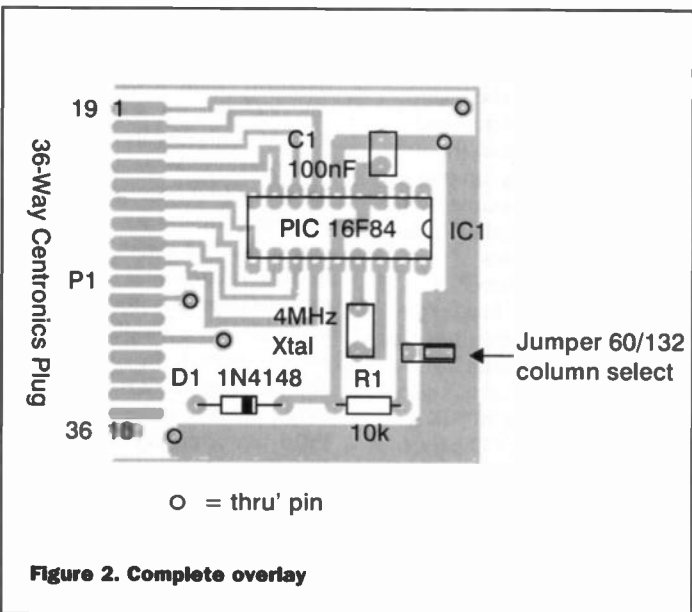 19 1
C1
100nF
36-Way Centronics Plug
PIC 16F84
IC1
P1
4MHz
Xtal
Jumper 60/132
column select
D1 1N4148
R1
36 18
10k
= thru' pin
Figure 2. Complete overlay